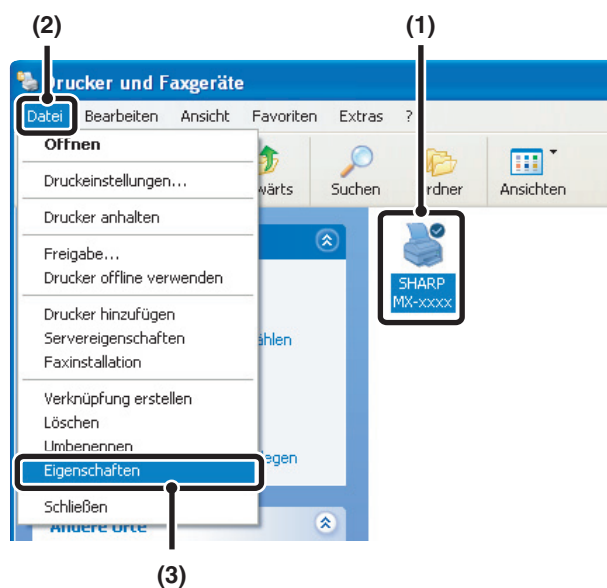 (2)
(1)
Drucker und Faxgeräte
Datei Bearbeiten Ansicht Favoriten Extras ?
Öffnen
Druckeinstellungen...
wärts Suchen rdner Ansichten
Drucker anhalten
Freigabe...
Drucker offline verwenden
SHARP
MX-xxxx
Drucker hinzufügen
Servereigenschaften
ählen
Faxinstallation
Verknüpfung erstellen
Löschen
Umbenennen
egen
Eigenschaften
Schließen
Andere Orte
(3)